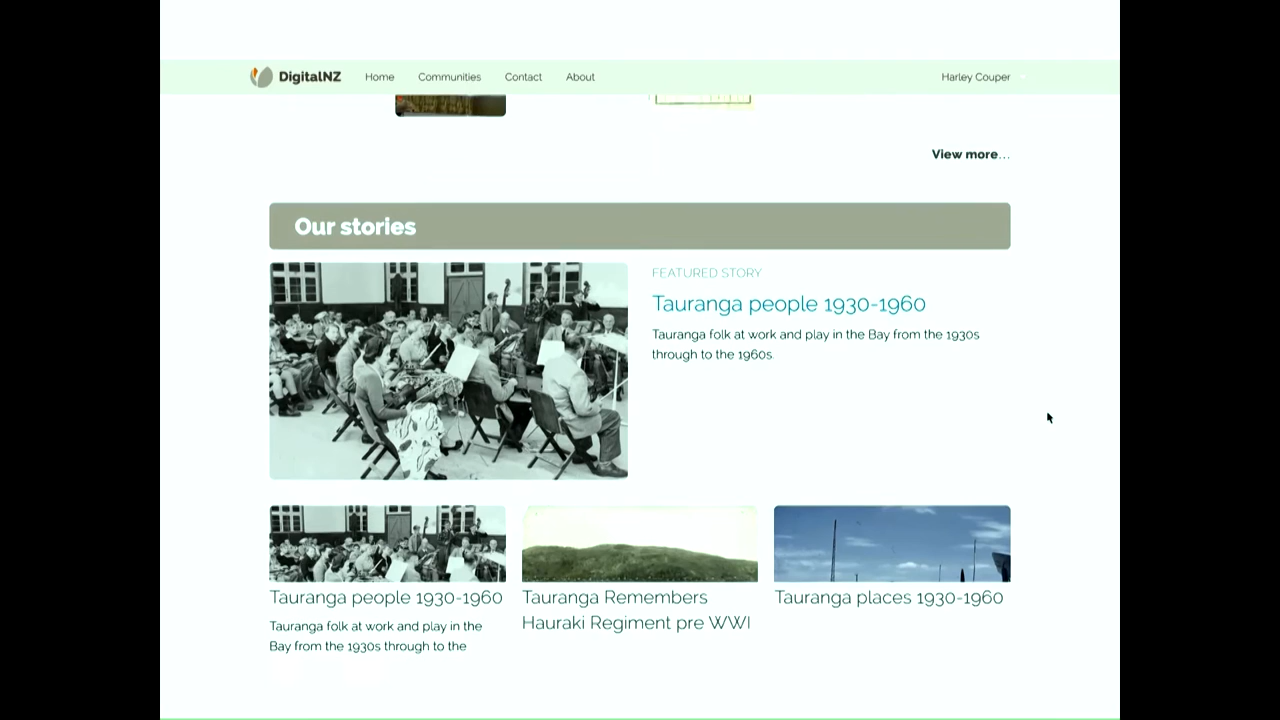 DigitalNZ Home Communities Contact About Harley Couper
View more...
Our stories
FEATURED STORY
Tauranga people 1930-1960
Tauranga folk at work and play in the Bay from the 1930s
through to the 1960s.
Tauranga people 1930-1960
Tauranga folk at work and play in the
Bay from the 1930s through to the
Tauranga Remembers
Hauraki Regiment pre WWI
Tauranga places 1930-1960